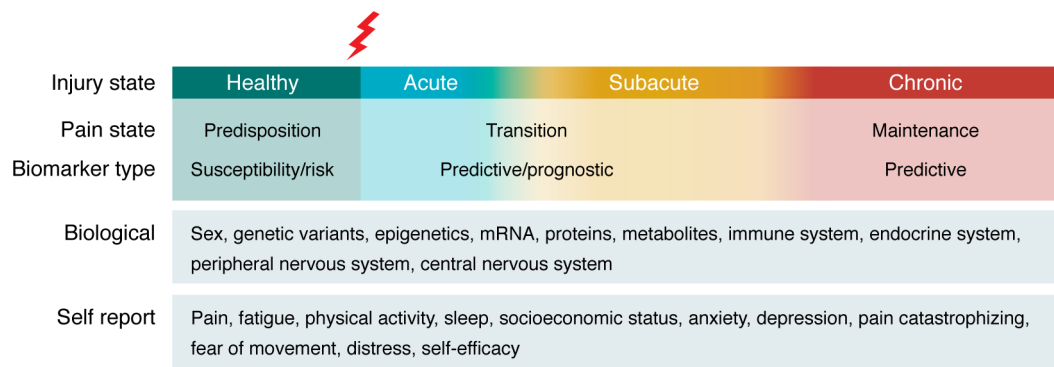 Injury state Healthy Acute Subacute Chronic
Pain state Predisposition Transition Maintenance
Biomarker type Susceptibility/risk Predictive/prognostic Predictive
Biological Sex, genetic variants, epigenetics, mRNA, proteins, metabolites, immune system, endocrine system,
peripheral nervous system, central nervous system
Self report Pain, fatigue, physical activity, sleep, socioeconomic status, anxiety, depression, pain catastrophizing,
fear of movement, distress, self-efficacy